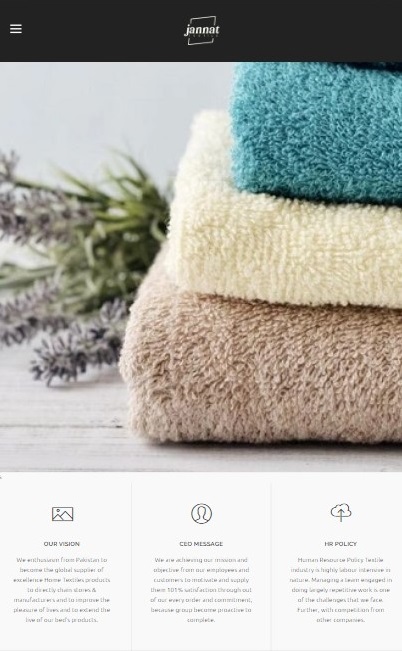 jannat
OUR VISION
We enthusiasm from Pakistan to
become the global supplier of
excellence Home Textiles products
to directly chain stores &
manufacturers and to improve the
pleasure of lives and to extend the
live of our bed's products.
CEO MESSAGE
We are achieving our mission and
objective from our employees and
customers to motivate and supply
them 101% satisfaction through out
of our every order and commitment,
because group become proactive to
complete.
HR POLICY
Human Resourse Policy Textile
industry is highly labour intensive in
nature. Managing a team engaged in
doing largely repetitive work is one
of the challenges that we face.
Further, with competition from
other companies.